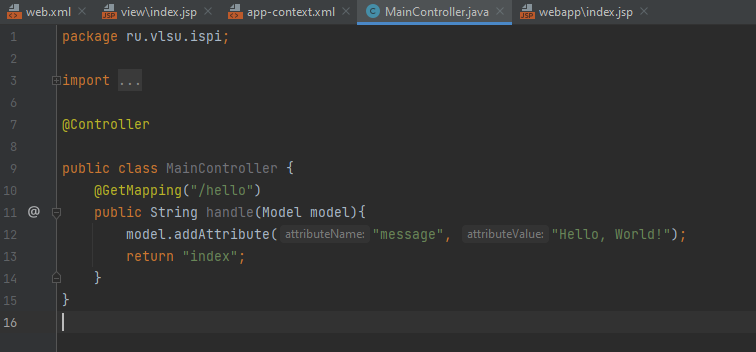 web.xml view\index.jsp app-context.xml MainController.java webapp\index.jsp
1 package ru.vlsu.ispi;
2
3 import ...
6
7 @Controller
8
9 public class MainController {
10 @GetMapping("/hello")
11 @ public String handle(Model model){
12 model.addAttribute( attributeName: "message", attributeValue: "Hello, World!");
13 return "index";
14 }
15 }
16